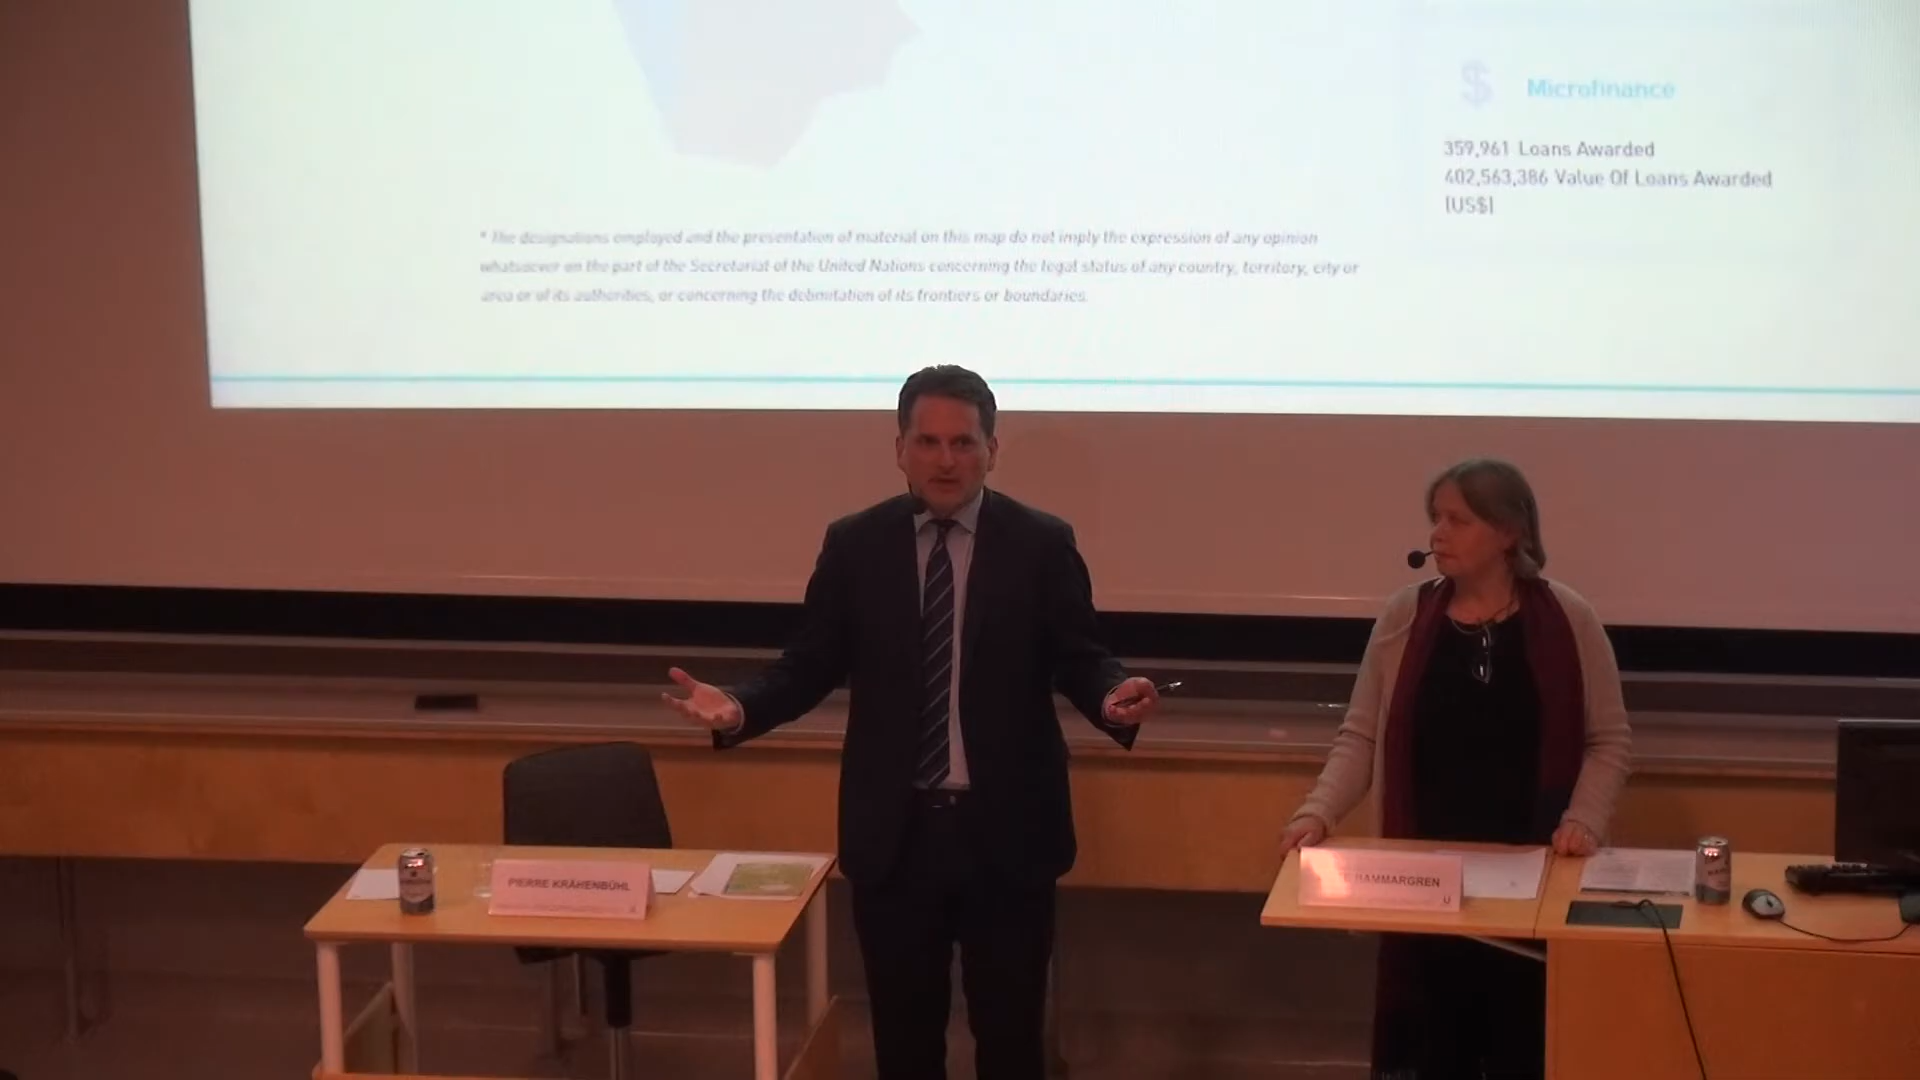 Microfinance
359,961 Loans Awarded
402,563,386 Value Of Loans Awarded
(US$)
* The designations employed and the presentation of material on this map do not imply the expression of any opinion
whatsoever on the part of the Secretariat of the United Nations concerning the legal status of any country, territory, city or
area or of its authorities, or concerning the delimitation of its frontiers or boundaries.
PIERRE KRÄHENBÜHL
HAMMARGREN